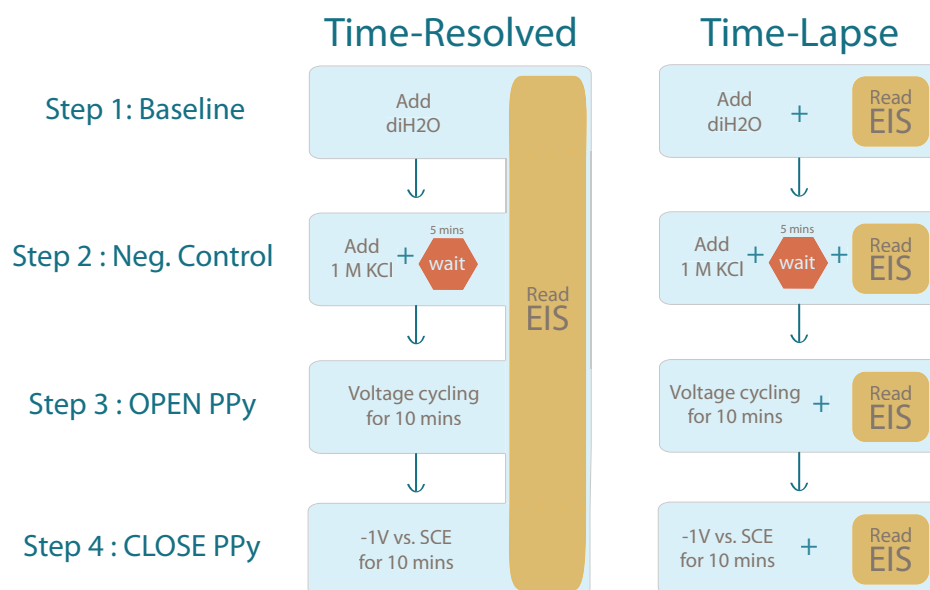 Time-Resolved
Time-Lapse
Step 1: Baseline
Add
diH2O
Add
diH2O
+
Read
EIS
Step 2 : Neg. Control
Add
1 M KCl
+
5 mins
wait
Add
1 M KCl
+
5 mins
wait
+
Read
EIS
Read
EIS
Step 3 : OPEN PPy
Voltage cycling
for 10 mins
Voltage cycling
for 10 mins
+
Read
EIS
Step 4 : CLOSE PPy
-1V vs. SCE
for 10 mins
-1V vs. SCE
for 10 mins
+
Read
EIS